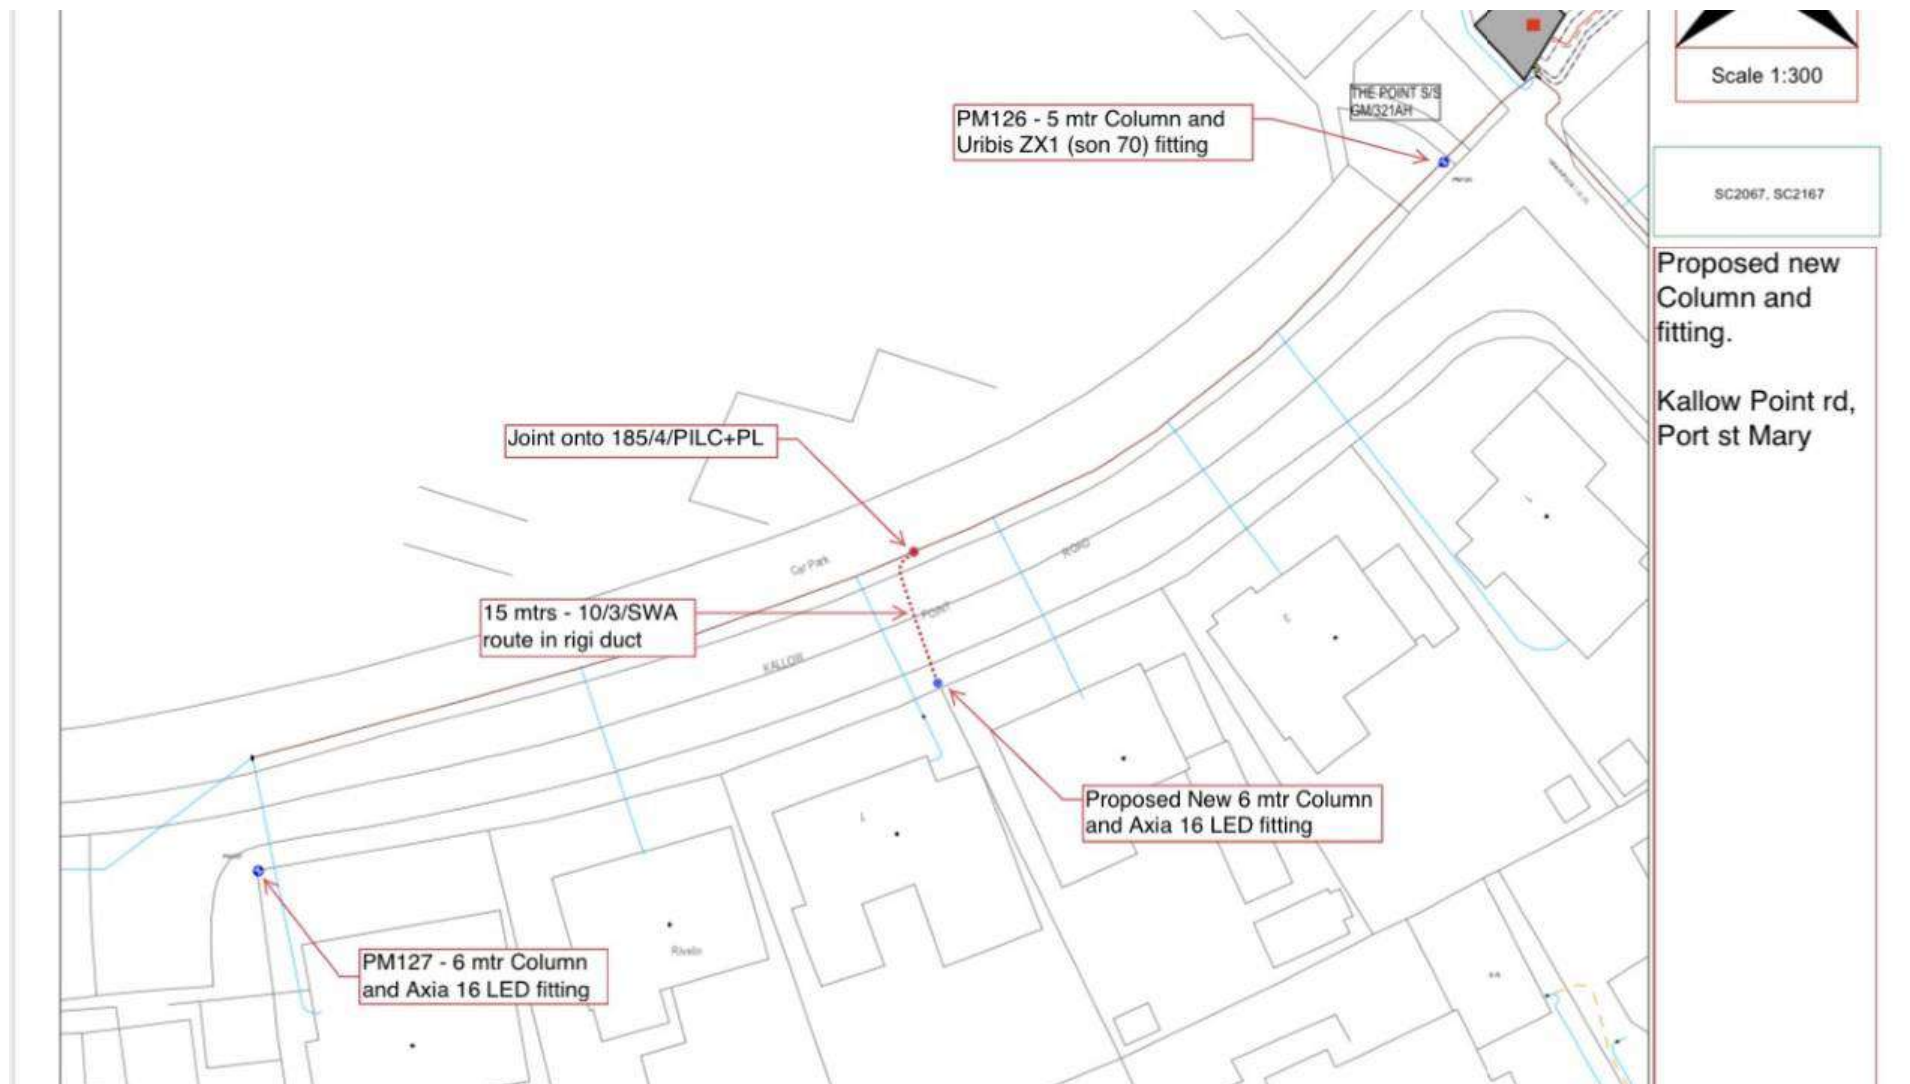 Scale 1:300
THE POINT S/S
GM/321AH
PM126 - 5 mtr Column and
Uribis ZX1 (son 70) fitting
SC2067, SC2167
Proposed new
Column and
fitting.
Kallow Point rd,
Port st Mary
Joint onto 185/4/PILC+PL
Car Park
ROAD
15 mtrs - 10/3/SWA
route in rigi duct
POINT
KALLOW
Proposed New 6 mtr Column
and Axia 16 LED fitting
PM127 - 6 mtr Column
and Axia 16 LED fitting